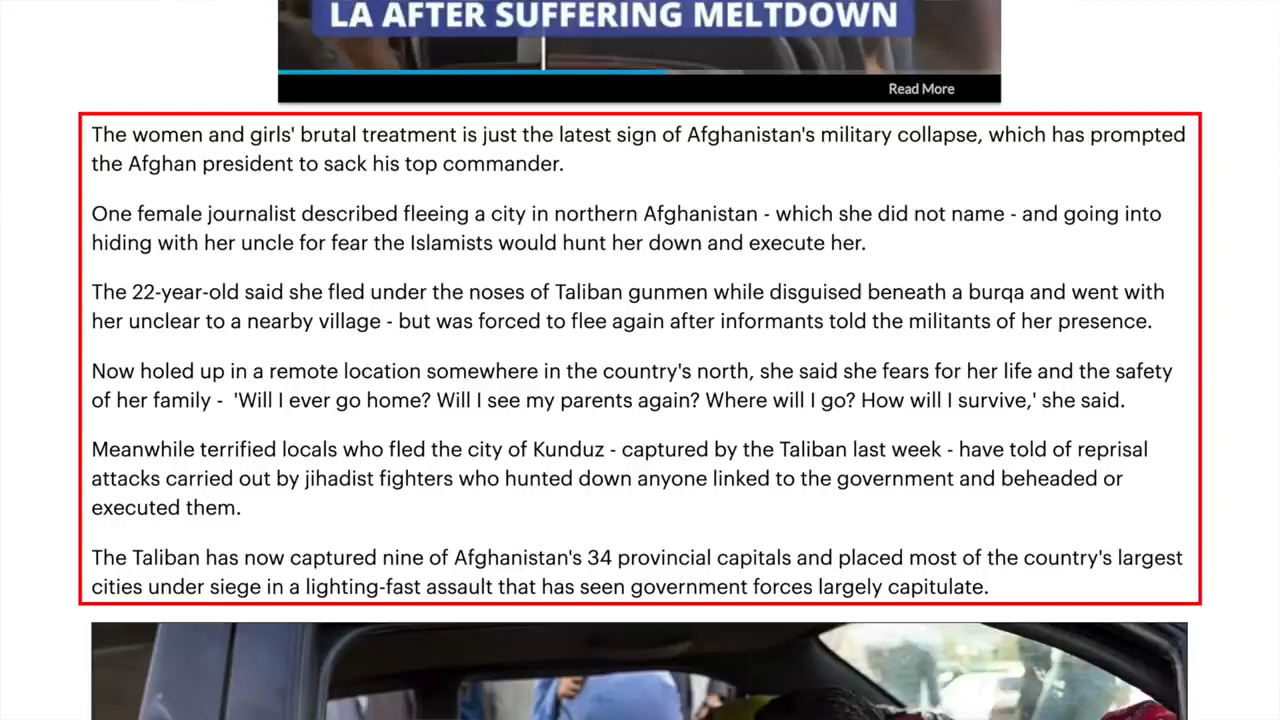 LA AFTER SUFFERING MELTDOWN
Read More
The women and girls' brutal treatment is just the latest sign of Afghanistan's military collapse, which has prompted
the Afghan president to sack his top commander.
One female journalist described fleeing a city in northern Afghanistan - which she did not name - and going into
hiding with her uncle for fear the Islamists would hunt her down and execute her.
The 22-year-old said she fled under the noses of Taliban gunmen while disguised beneath a burqa and went with
her unclear to a nearby village - but was forced to flee again after informants told the militants of her presence.
Now holed up in a remote location somewhere in the country's north, she said she fears for her life and the safety
of her family -  'Will I ever go home? Will I see my parents again? Where will I go? How will I survive,' she said.
Meanwhile terrified locals who fled the city of Kunduz - captured by the Taliban last week - have told of reprisal
attacks carried out by jihadist fighters who hunted down anyone linked to the government and beheaded or
executed them.
The Taliban has now captured nine of Afghanistan's 34 provincial capitals and placed most of the country's largest
cities under siege in a lighting-fast assault that has seen government forces largely capitulate.